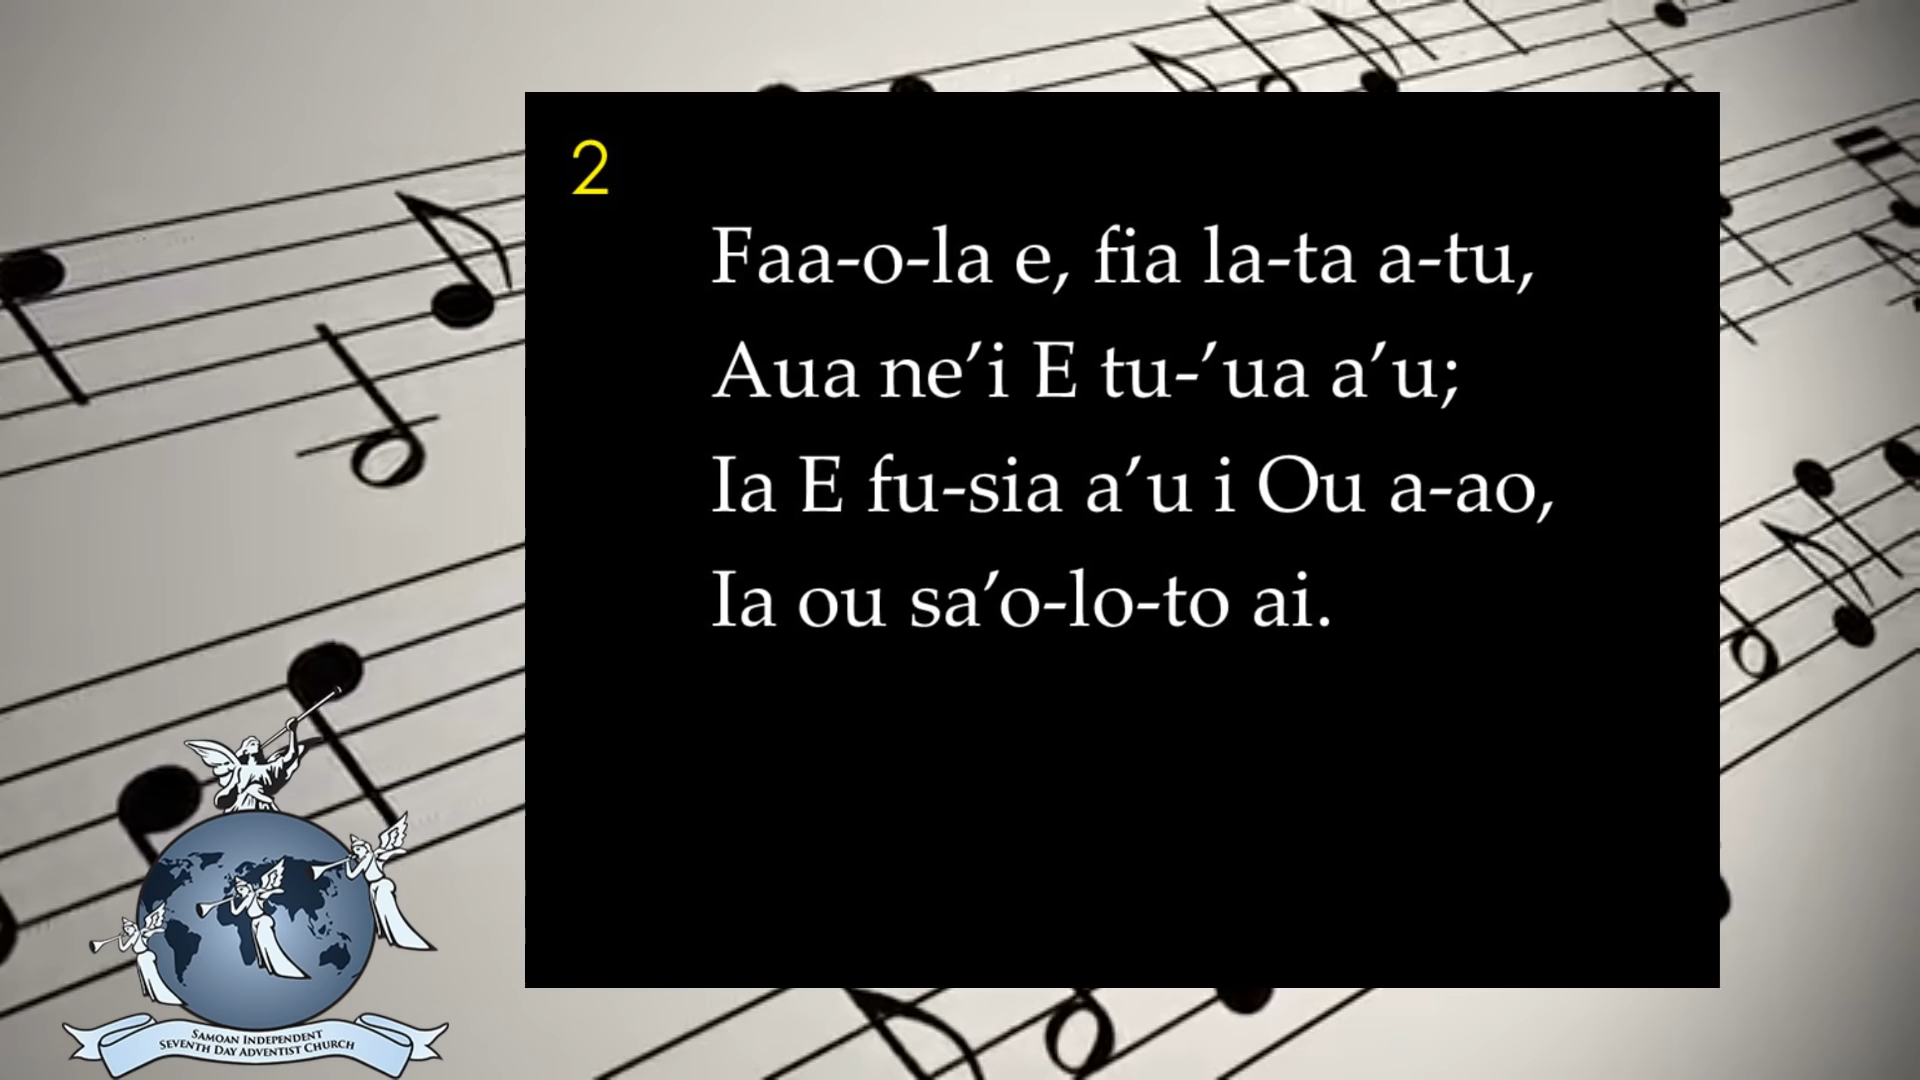 2
Faa-o-la e, fia la-ta a-tu,
Aua ne’i E tu-’ua a’u;
Ia E fu-sia a’u i Ou a-ao,
Ia ou sa’o-lo-to ai.
SAMOAN INDEPENDENT
SEVENTH DAY ADVENTIST CHURCH